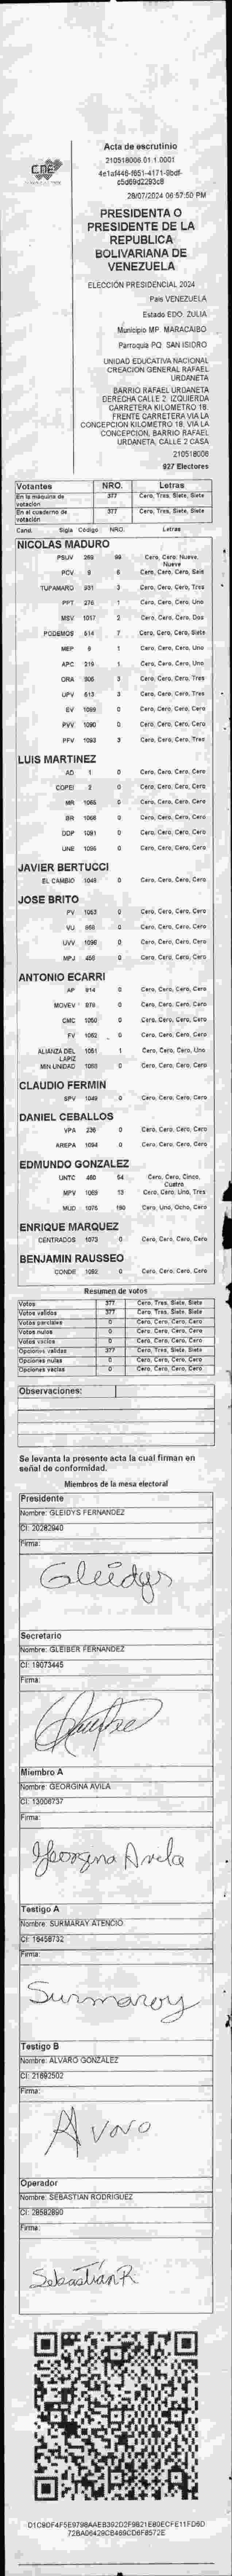 CNE
Acta de escrutinio
210518006.01.1.0001
4e1af446-f651-4171-9bdf-
c5d69d2293c8
28/07/2024 06:57:50 PM
PRESIDENTA O
PRESIDENTE DE LA
REPUBLICA
BOLIVARIANA DE
VENEZUELA
ELECCIÓN PRESIDENCIAL 2024
País VENEZUELA
Estado EDO. ZULIA
Municipio MP. MARACAIBO
Parroquia PQ. SAN ISIDRO
UNIDAD EDUCATIVA NACIONAL
CREACION GENERAL RAFAEL
URDANETA
BARRIO RAFAEL URDANETA
DERECHA CALLE 2. IZQUIERDA
CARRETERA KILOMETRO 18.
FRENTE CARRETERA VIA LA
CONCEPCION KILOMETRO 18, VIA LA
CONCEPCION, BARRIO RAFAEL
URDANETA, CALLE 2 CASA
210518006
927 Electores
Votantes NRO. Letras
En la máquina de votación 377 Cero, Tres, Siete, Siete
En el cuaderno de votación 377 Cero, Tres, Siete, Siete
Cand. Sigla Código NRO. Letras
NICOLAS MADURO
PSUV 269 99 Cero, Cero, Nueve, Nueve
PCV 9 6 Cero, Cero, Cero, Seis
TUPAMARO 931 3 Cero, Cero, Cero, Tres
PPT 276 1 Cero, Cero, Cero, Uno
MSV 1017 2 Cero, Cero, Cero, Dos
PODEMOS 514 7 Cero, Cero, Cero, Siete
MEP 8 1 Cero, Cero, Cero, Uno
APC 219 1 Cero, Cero, Cero, Uno
ORA 306 3 Cero, Cero, Cero, Tres
UPV 613 3 Cero, Cero, Cero, Tres
EV 1099 0 Cero, Cero, Cero, Cero
PVV 1090 0 Cero, Cero, Cero, Cero
PFV 1093 3 Cero, Cero, Cero, Tres
LUIS MARTINEZ
AD 1 0 Cero, Cero, Cero, Cero
COPEI 2 0 Cero, Cero, Cero, Cero
MR 1065 0 Cero, Cero, Cero, Cero
BR 1068 0 Cero, Cero, Cero, Cero
DDP 1091 0 Cero, Cero, Cero, Cero
UNE 1096 0 Cero, Cero, Cero, Cero
JAVIER BERTUCCI
EL CAMBIO 1048 0 Cero, Cero, Cero, Cero
JOSE BRITO
PV 1053 0 Cero, Cero, Cero, Cero
VU 868 0 Cero, Cero, Cero, Cero
UVV 1098 0 Cero, Cero, Cero, Cero
MPJ 466 0 Cero, Cero, Cero, Cero
ANTONIO ECARRI
AP 914 0 Cero, Cero, Cero, Cero
MOVEV 879 0 Cero, Cero, Cero, Cero
CMC 1050 0 Cero, Cero, Cero, Cero
FV 1062 0 Cero, Cero, Cero, Cero
ALIANZA DEL LAPIZ 1051 1 Cero, Cero, Cero, Uno
MIN UNIDAD 1088 0 Cero, Cero, Cero, Cero
CLAUDIO FERMIN
SPV 1049 0 Cero, Cero, Cero, Cero
DANIEL CEBALLOS
VPA 236 0 Cero, Cero, Cero, Cero
AREPA 1094 0 Cero, Cero, Cero, Cero
EDMUNDO GONZALEZ
UNTC 460 54 Cero, Cero, Cinco, Cuatro
MPV 1069 13 Cero, Cero, Uno, Tres
MUD 1075 180 Cero, Uno, Ocho, Cero
ENRIQUE MARQUEZ
CENTRADOS 1073 0 Cero, Cero, Cero, Cero
BENJAMIN RAUSSEO
CONDE 1092 0 Cero, Cero, Cero, Cero
Resumen de votos
Votos 377 Cero, Tres, Siete, Siete
Votos validos 377 Cero, Tres, Siete, Siete
Votos parciales 0 Cero, Cero, Cero, Cero
Votos nulos 0 Cero, Cero, Cero, Cero
Votos vacios 0 Cero, Cero, Cero, Cero
Opciones validas 377 Cero, Tres, Siete, Siete
Opciones nulas 0 Cero, Cero, Cero, Cero
Opciones vacias 0 Cero, Cero, Cero, Cero
Observaciones:
Se levanta la presente acta la cual firman en
señal de conformidad.
Miembros de la mesa electoral
Presidente
Nombre: GLEIDYS FERNANDEZ
CI: 20282940
Firma:
Gleidys
Secretario
Nombre: GLEIBER FERNANDEZ
CI: 19073445
Firma:
Miembro A
Nombre: GEORGINA AVILA
CI: 13006737
Firma:
Georgina Avila
Testigo A
Nombre: SURMARAY ATENCIO
CI: 16456732
Firma:
Surmaray
Testigo B
Nombre: ALVARO GONZALEZ
CI: 21692502
Firma:
Operador
Nombre: SEBASTIAN RODRIGUEZ
CI: 28582890
Firma:
Sebastian R
D1C9DF4F5E9798AAEB392D2F9821E80ECFE11FD6D
72BA06429CB469CD6F8572E